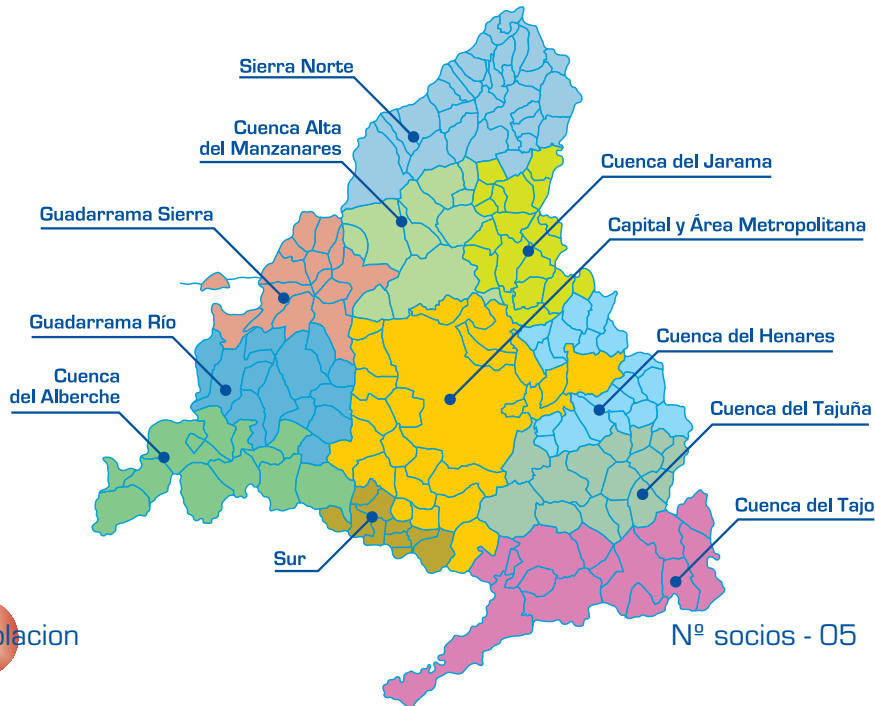 Sierra Norte
Cuenca Alta
del Manzanares
Guadarrama Sierra
Guadarrama Río
Cuenca
del Alberche
Sur
Cuenca del Jarama
Capital y Área Metropolitana
Cuenca del Henares
Cuenca del Tajuña
Cuenca del Tajo
Nº socios - 05